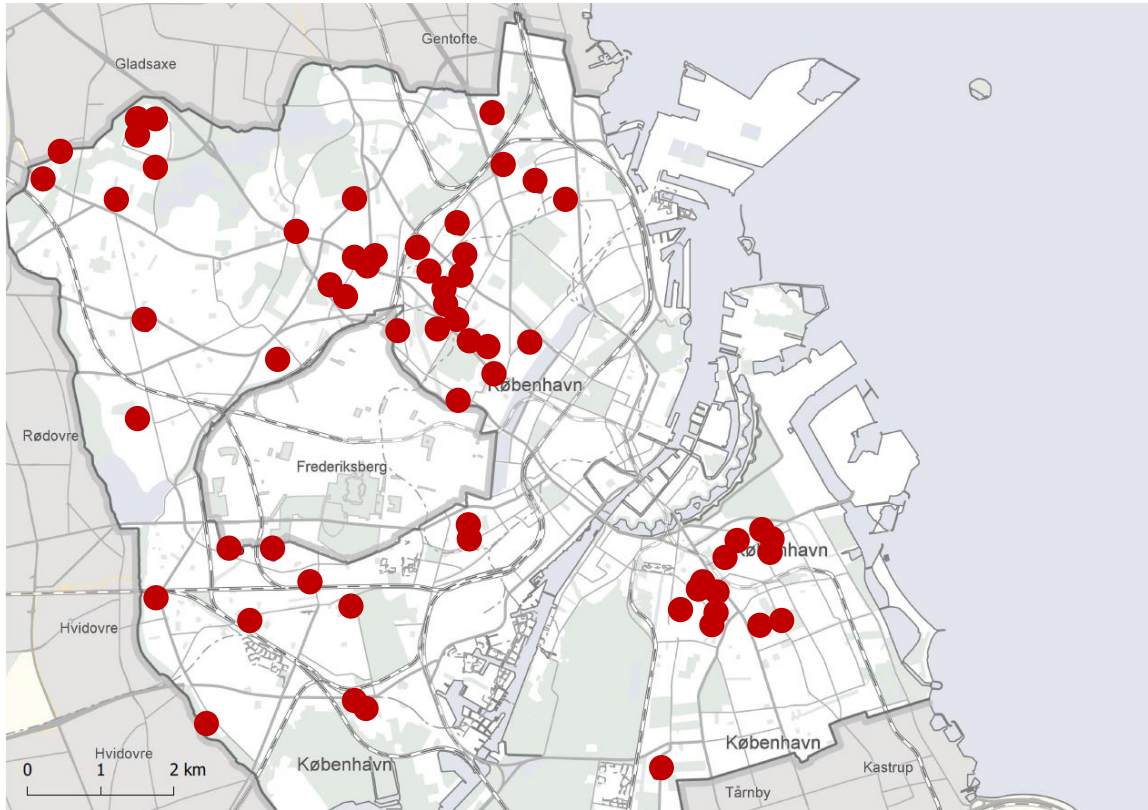 Gentofte
Gladsaxe
København
Rødovre
Frederiksberg
København
Hvidovre
København
Hvidovre
København
Kastrup
Tårnby
0 1 2 km